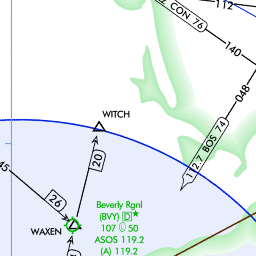 112
CON 76
140
048
112.7 BOS 74
WITCH
20
45
26
WAXEN
Beverly Rgnl
(BVY) D★
107 50
ASOS 119.2
(A) 119.2